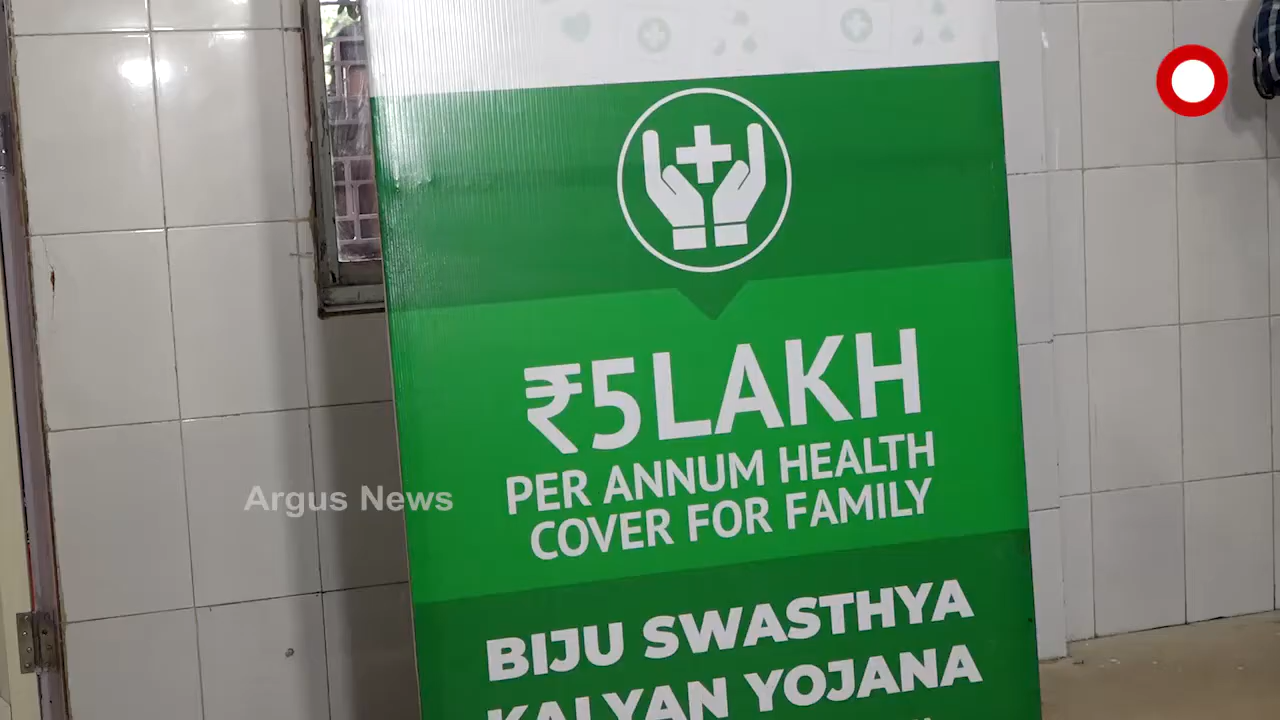 ₹5LAKH
PER ANNUM HEALTH
COVER FOR FAMILY
Argus News
BIJU SWASTHYA
KALYAN YOJANA